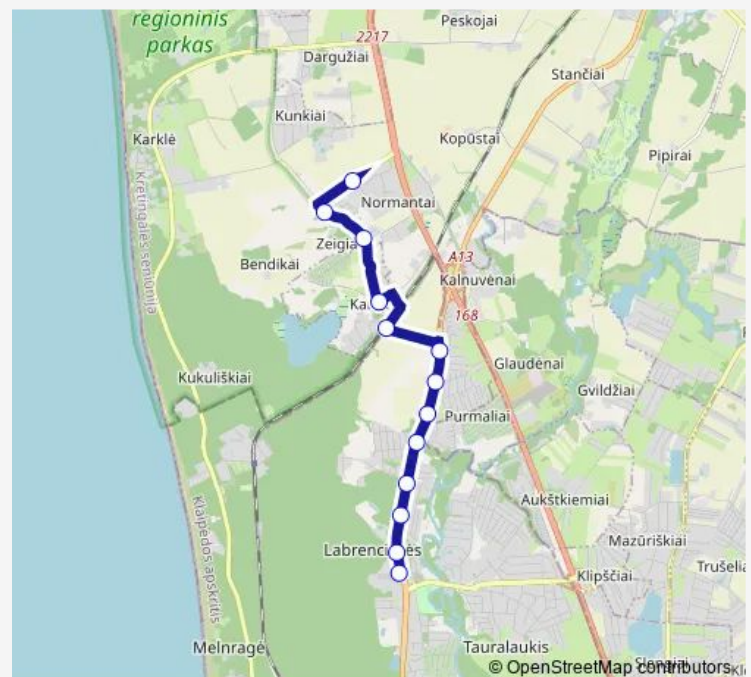 regioninis
parkas
Peskojai
2217
Dargužiai
Stančiai
Kunkiai
Karklė
Kopūstai
Pipirai
Kretingalės seniūnija
Normantai
Zeigiai
A13
Bendikai
Kalnuvėnai
168
Glaudėnai
Kukuliškiai
Gvildžiai
Purmaliai
Klaipėdos apskritis
Aukštkiemiai
Labrenciškės
Mazūriškiai
Trušeliai
Klipščiai
Melnragė
Tauralaukis
Slengiai
© OpenStreetMap contributors